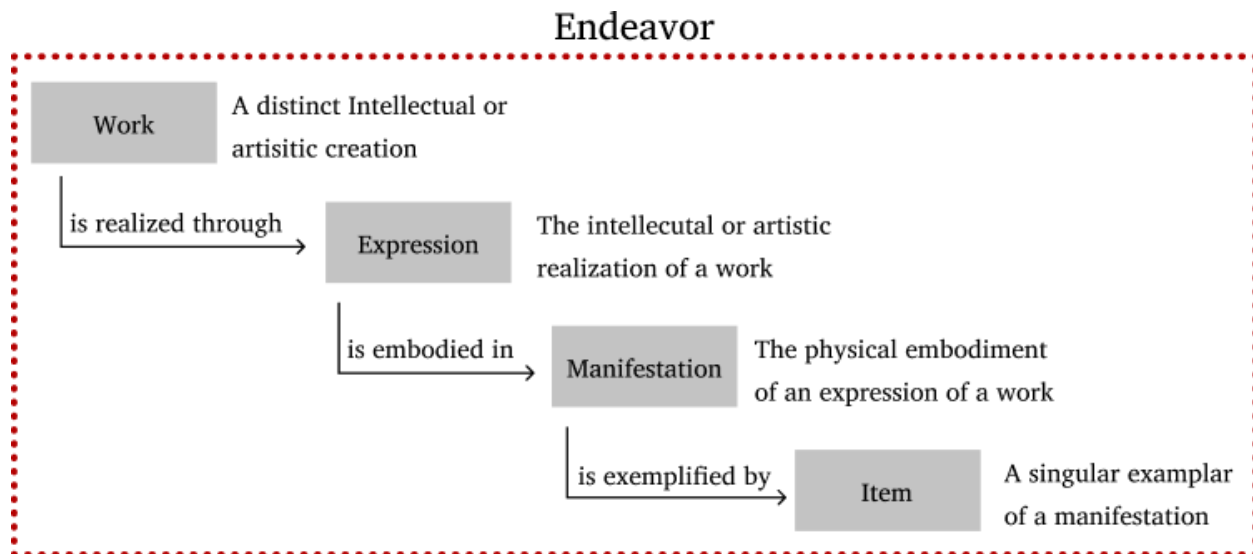 Endeavor
Work
A distinct Intellectual or
artisitic creation
is realized through
Expression
The intellecutal or artistic
realization of a work
is embodied in
Manifestation
The physical embodiment
of an expression of a work
is exemplified by
Item
A singular examplar
of a manifestation